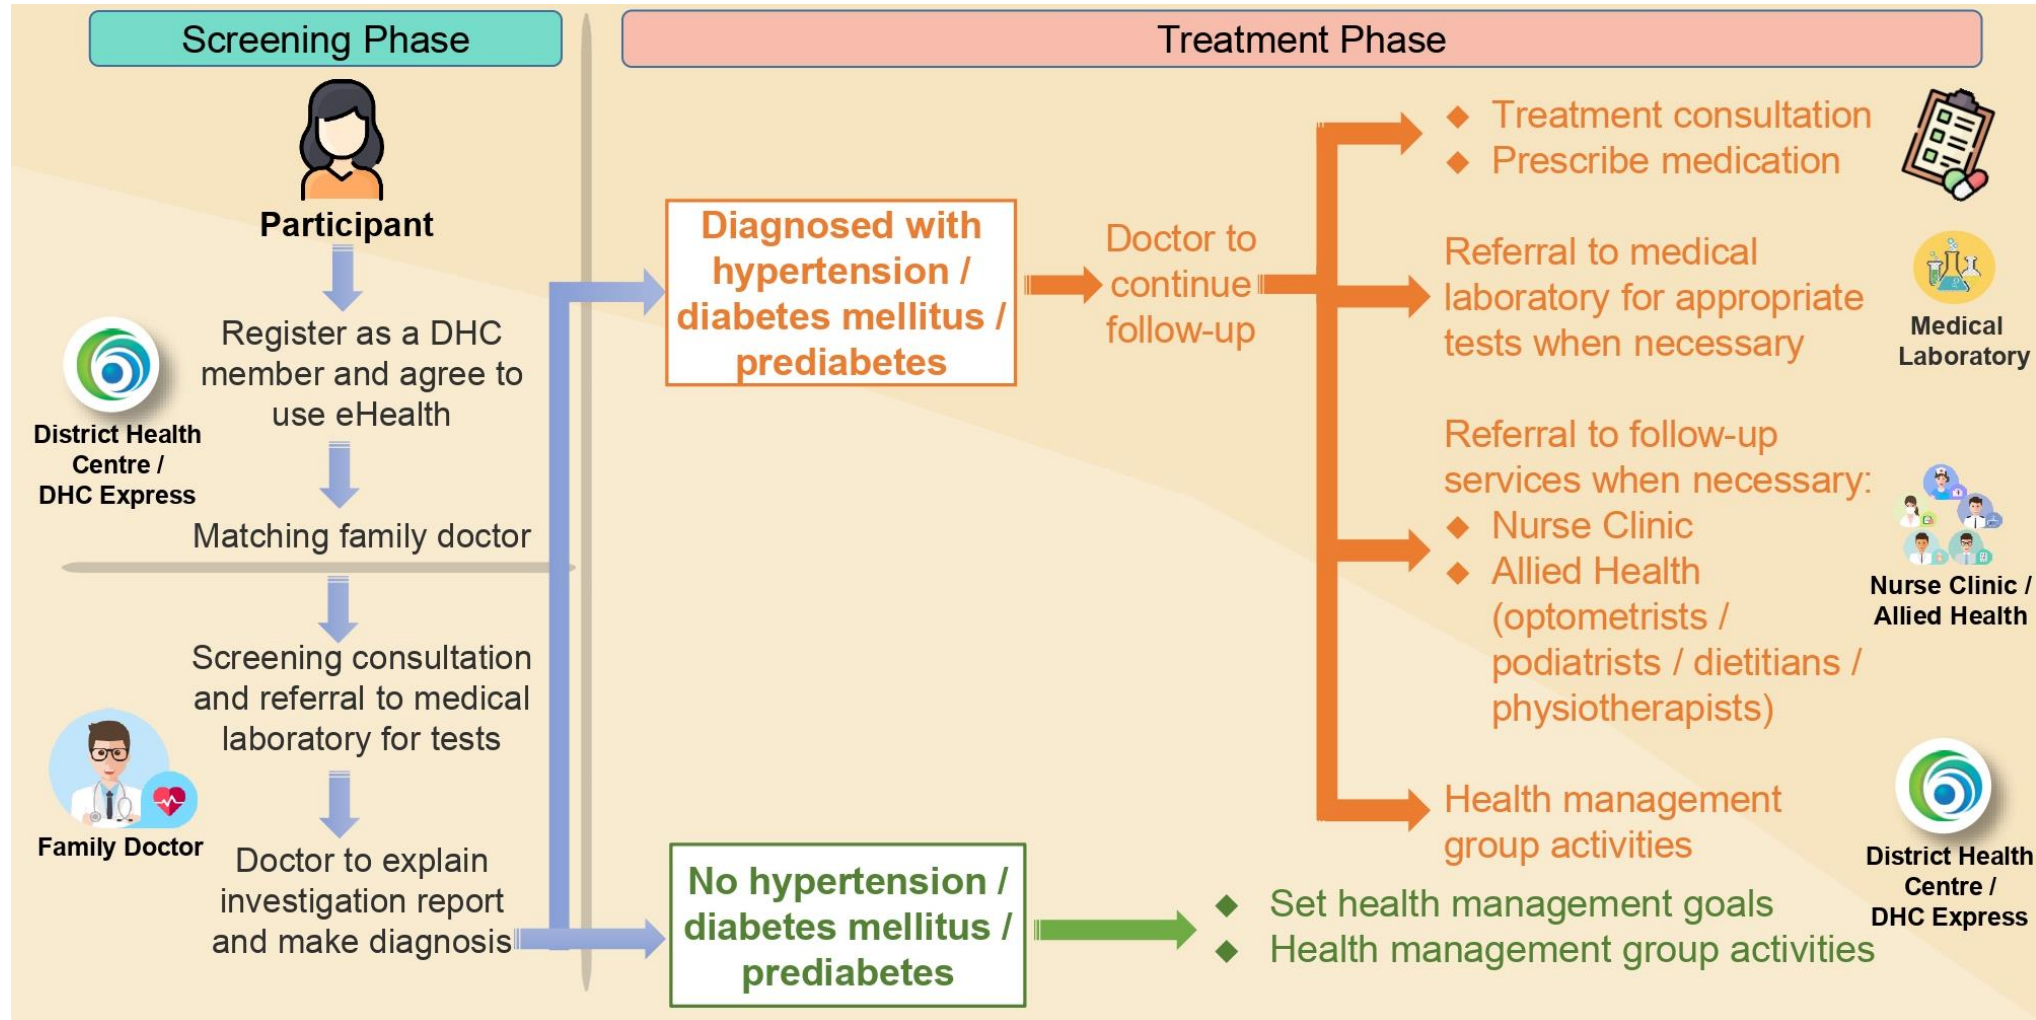 Screening Phase
Participant
Register as a DHC
member and agree to
use eHealth
District Health
Centre /
DHC Express
Matching family doctor
Screening consultation
and referral to medical
laboratory for tests
Family Doctor
Doctor to explain
investigation report
and make diagnosis
Treatment Phase
Diagnosed with
hypertension /
diabetes mellitus /
prediabetes
Doctor to
continue
follow-up
◆ Treatment consultation
◆ Prescribe medication
Referral to medical
laboratory for appropriate
tests when necessary
Medical
Laboratory
Referral to follow-up
services when necessary:
◆ Nurse Clinic
◆ Allied Health
(optometrists /
podiatrists / dietitians /
physiotherapists)
Nurse Clinic /
Allied Health
Health management
group activities
District Health
Centre /
DHC Express
No hypertension /
diabetes mellitus /
prediabetes
◆ Set health management goals
◆ Health management group activities